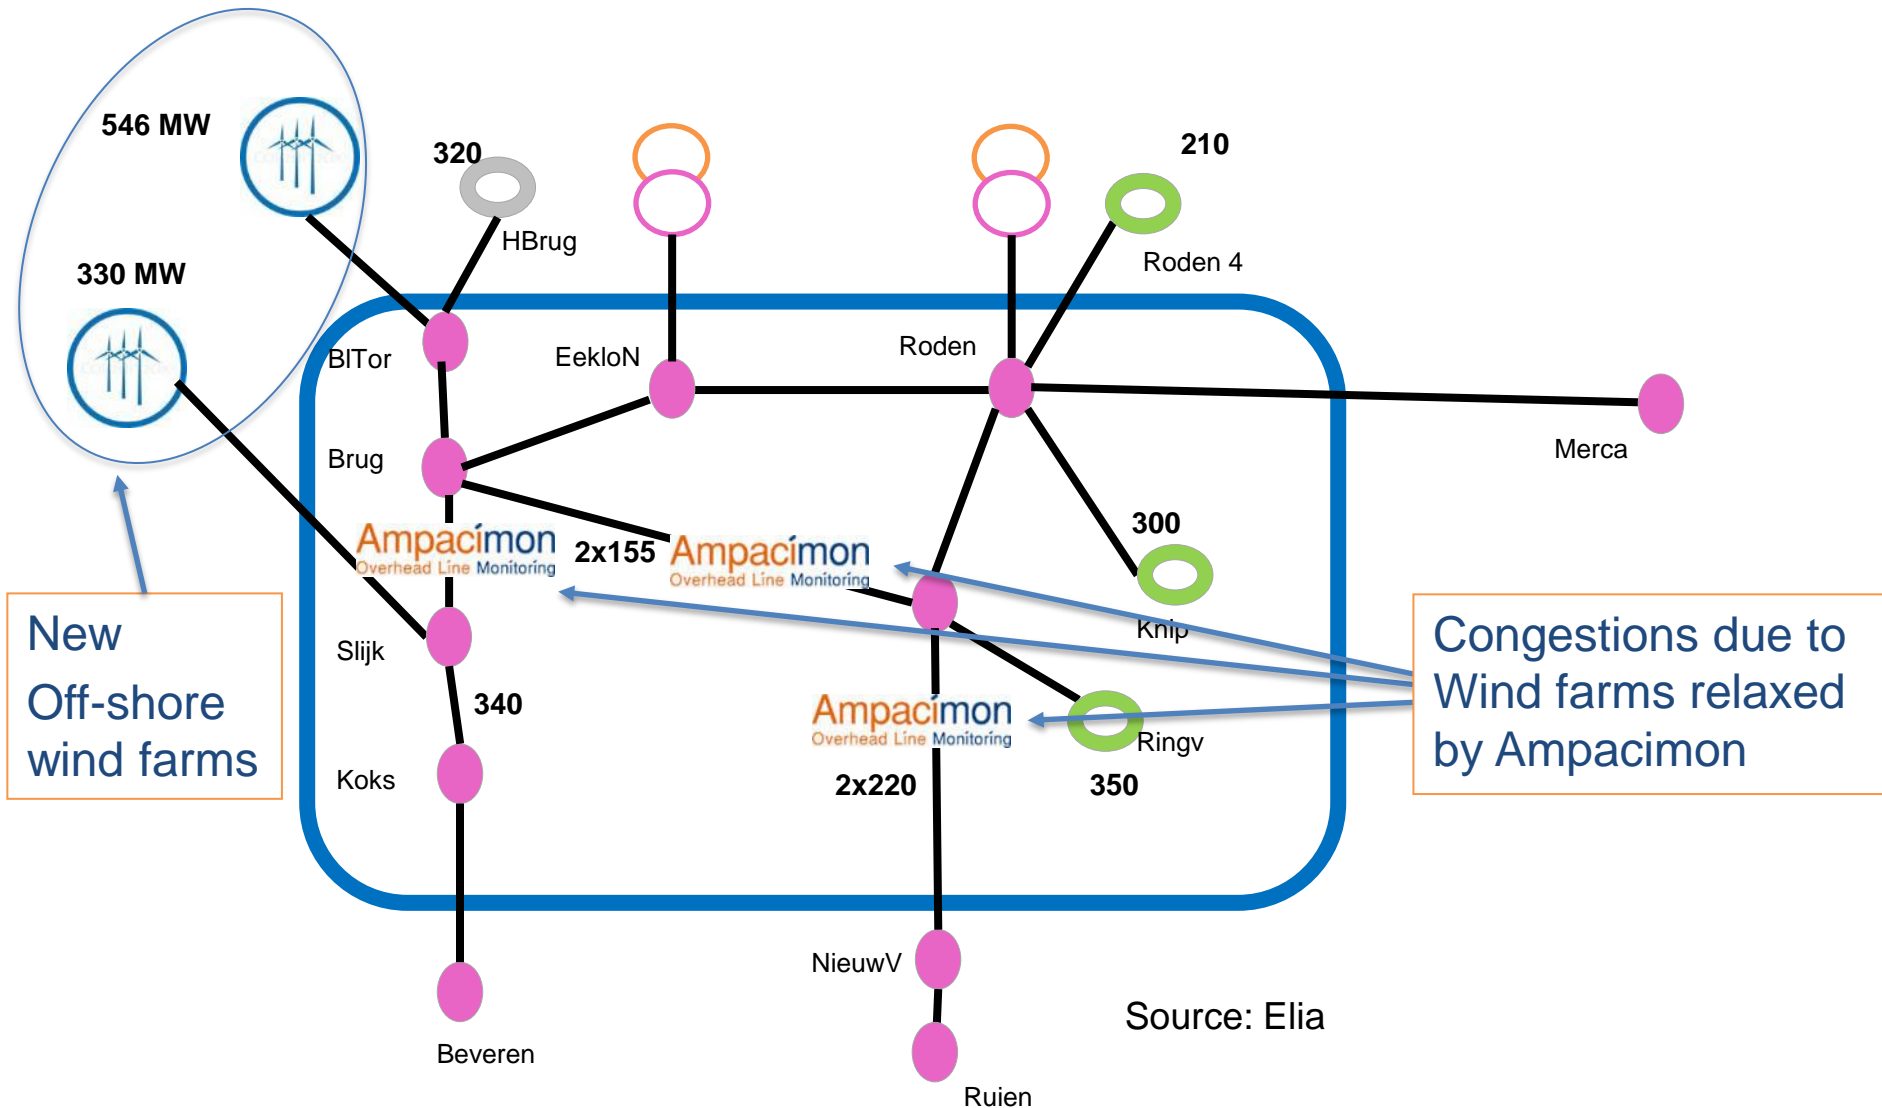 546 MW
320
210
HBrug
Roden 4
330 MW
BlTor
EekloN
Roden
Merca
Brug
300
Ampacimon
Overhead Line Monitoring
2x155
Ampacimon
Overhead Line Monitoring
Knip
New
Off-shore
wind farms
Slijk
340
Koks
Ampacimon
Overhead Line Monitoring
Ringv
2x220
350
Congestions due to
Wind farms relaxed
by Ampacimon
NieuwV
Source: Elia
Beveren
Ruien